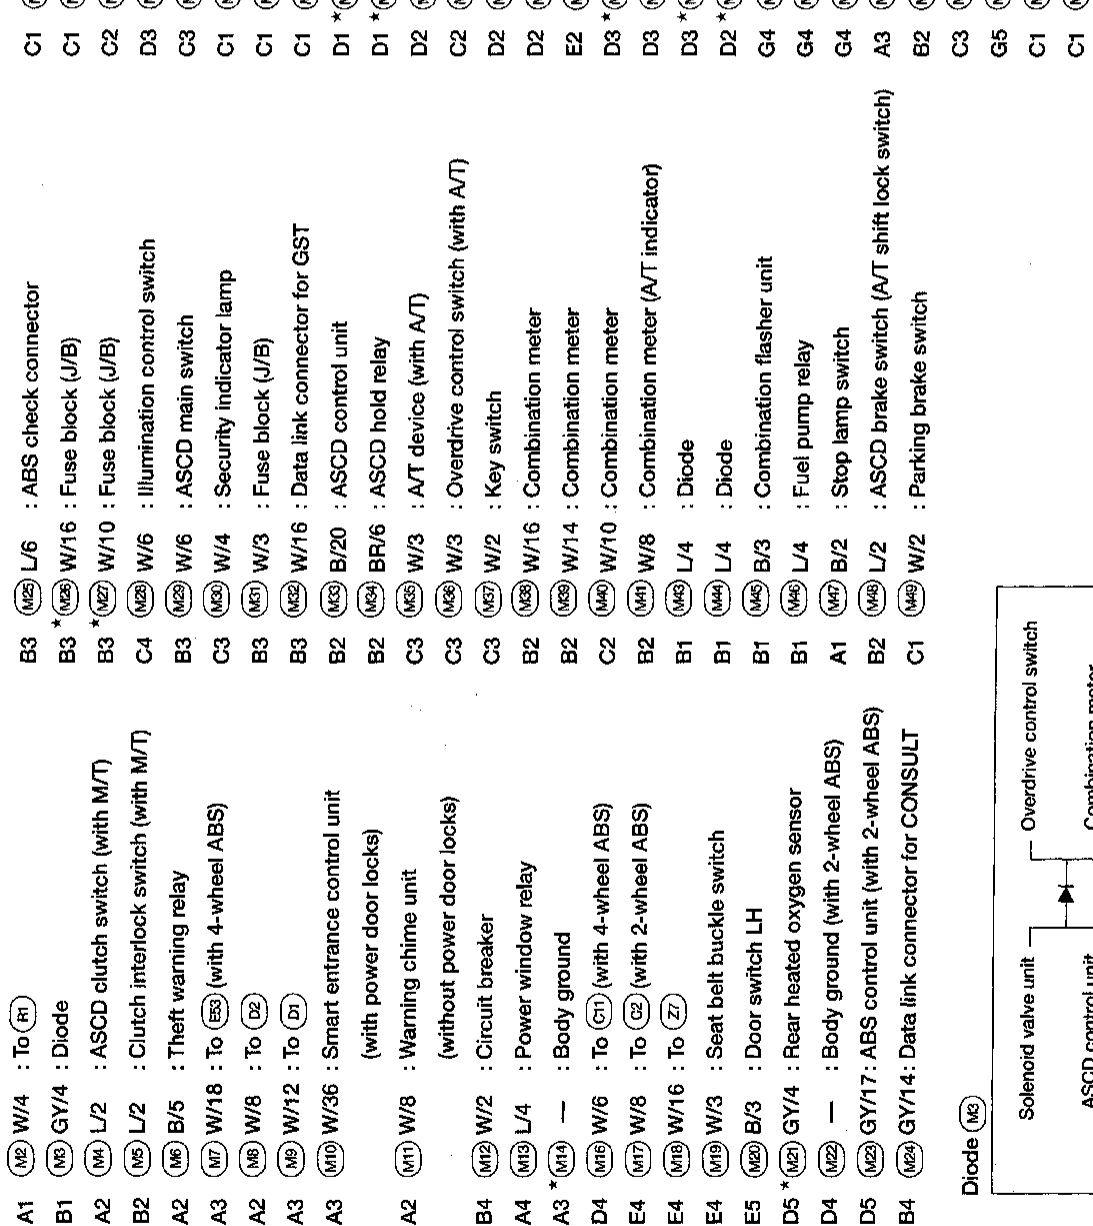 A1 M2 W/4 : To R1
B1 M3 GY/4 : Diode
A2 M4 L/2 : ASCD clutch switch (with M/T)
B2 M5 L/2 : Clutch interlock switch (with M/T)
A2 M6 B/5 : Theft warning relay
A3 M7 W/18 : To E53 (with 4-wheel ABS)
A2 M8 W/8 : To D2
A3 M9 W/12 : To D1
A3 M10 W/36 : Smart entrance control unit
(with power door locks)
A2 M11 W/8 : Warning chime unit
(without power door locks)
B4 M12 W/2 : Circuit breaker
A4 M13 L/4 : Power window relay
A3 *M14 — : Body ground
D4 M16 W/6 : To C11 (with 4-wheel ABS)
E4 M17 W/8 : To C2 (with 2-wheel ABS)
E4 M18 W/16 : To Z7
E4 M19 W/3 : Seat belt buckle switch
E5 M20 B/3 : Door switch LH
D5 *M21 GY/4 : Rear heated oxygen sensor
D4 M22 — : Body ground (with 2-wheel ABS)
D5 M23 GY/17: ABS control unit (with 2-wheel ABS)
B4 M24 GY/14: Data link connector for CONSULT
B3 M25 L/6 : ABS check connector
B3 *M26 W/16 : Fuse block (J/B)
B3 *M27 W/10 : Fuse block (J/B)
C4 M28 W/6 : Illumination control switch
B3 M29 W/6 : ASCD main switch
C3 M30 W/4 : Security indicator lamp
B3 M31 W/3 : Fuse block (J/B)
B3 M32 W/16 : Data link connector for GST
B2 M33 B/20 : ASCD control unit
B2 M34 BR/6 : ASCD hold relay
C3 M35 W/3 : A/T device (with A/T)
C3 M36 W/3 : Overdrive control switch (with A/T)
C3 M37 W/2 : Key switch
B2 M38 W/16 : Combination meter
B2 M39 W/14 : Combination meter
C2 M40 W/10 : Combination meter
B2 M41 W/8 : Combination meter (A/T indicator)
B1 M43 L/4 : Diode
B1 M44 L/4 : Diode
B1 M45 B/3 : Combination flasher unit
B1 M46 L/4 : Fuel pump relay
A1 M47 B/2 : Stop lamp switch
B2 M48 L/2 : ASCD brake switch (A/T shift lock switch)
C1 M49 W/2 : Parking brake switch
C1
C1
C2
D3
C3
C1
C1
C1
D1 *
D1 *
D2
C2
D2
D2
E2
D3 *
D3
D3 *
D2 *
G4
G4
G4
A3
B2
C3
G5
C1
C1
Diode M3
Solenoid valve unit
Overdrive control switch
ASCD control unit
Combination meter